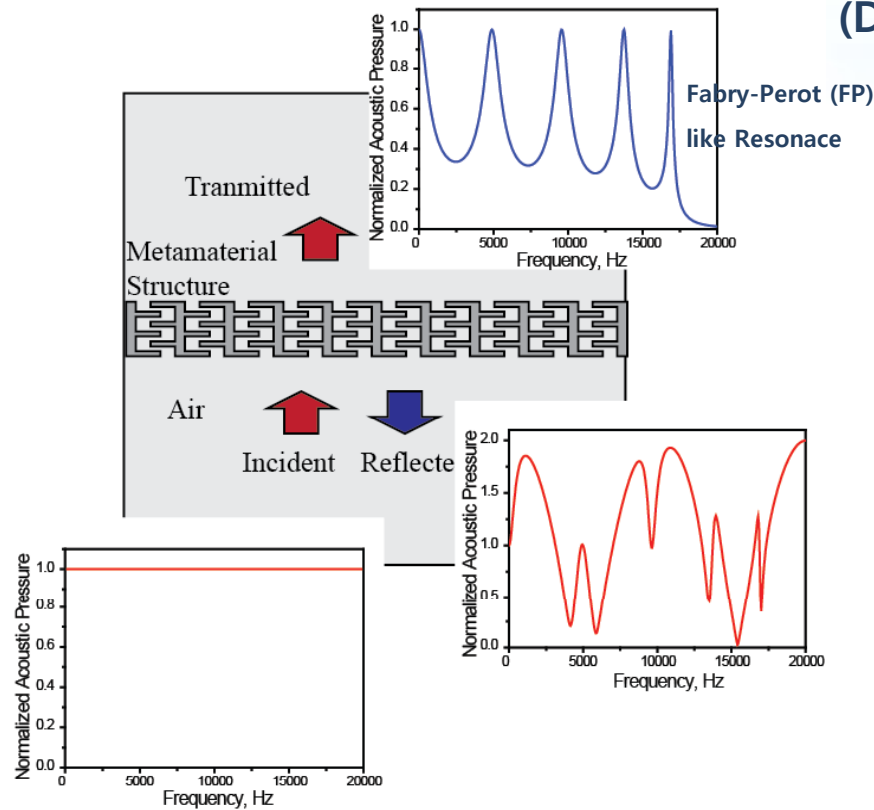 (D
Fabry-Perot (FP)
like Resonace
Normalized Acoustic Pressure
1.0
0.8
0.6
0.4
0.2
0.0
0 5000 10000 15000 20000
Frequency, Hz
Tranmitted
Metamaterial
Structure
Air
Incident Reflecte
Normalized Acoustic Pressure
2.0
1.5
1.0
0.5
0.0
0 5000 10000 15000 20000
Frequency, Hz
Normalized Acoustic Pressure
1.0
0.8
0.6
0.4
0.2
0.0
0 5000 10000 15000 20000
Frequency, Hz